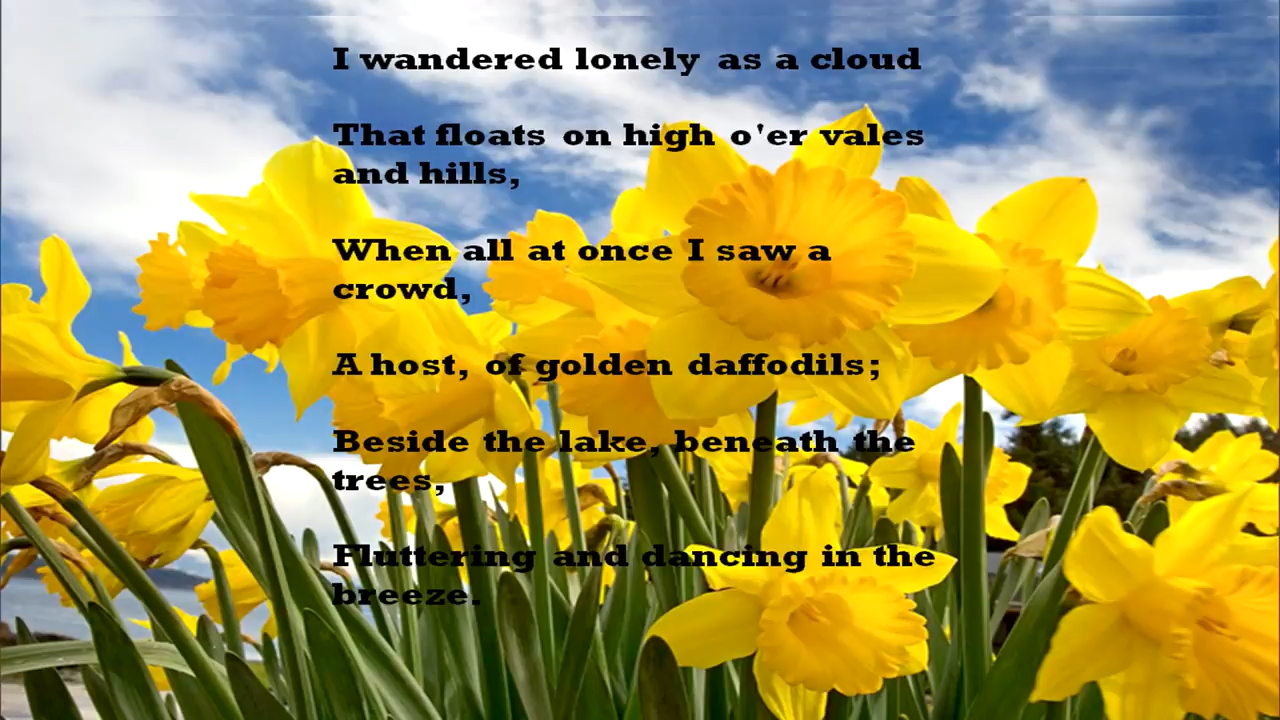 I wandered lonely as a cloud
That floats on high o'er vales
and hills,
When all at once I saw a
crowd,
A host, of golden daffodils;
Beside the lake, beneath the
trees,
Fluttering and dancing in the
breeze.